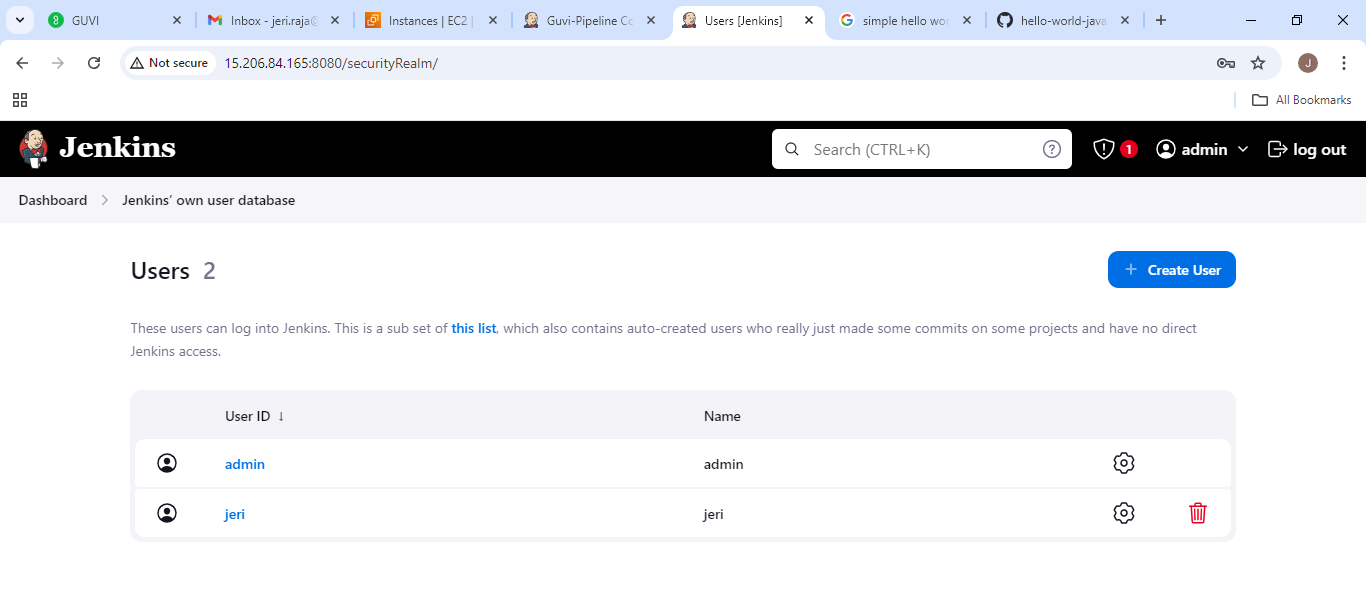 GUVI
Inbox - jeri.raja@
Instances | EC2 |
Guvi-Pipeline Co
Users [Jenkins]
simple hello wor
hello-world-java
Not secure
15.206.84.165:8080/securityRealm/
J
All Bookmarks
Jenkins
Search (CTRL+K)
?
1
admin
log out
Dashboard
Jenkins’ own user database
Users 2
+ Create User
These users can log into Jenkins. This is a sub set of this list, which also contains auto-created users who really just made some commits on some projects and have no direct
Jenkins access.
User ID ↓ Name
admin admin
jeri jeri